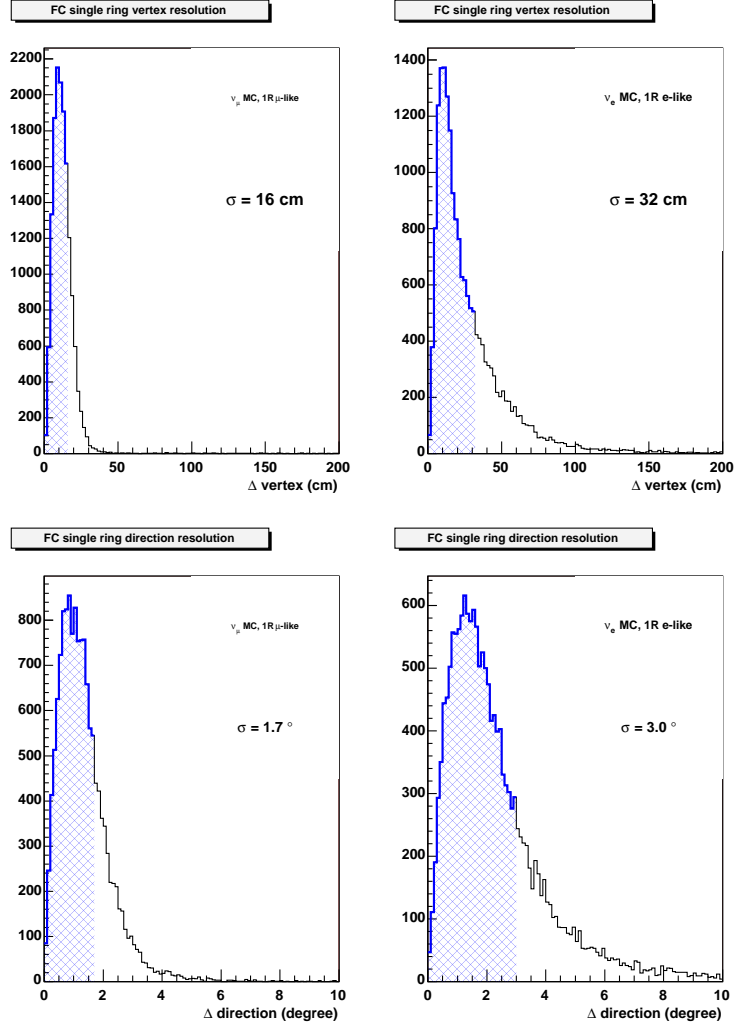 FC single ring vertex resolution
2200
2000
1800
1600
1400
1200
1000
800
600
400
200
0
0 50 100 150 200
ν_μ MC, 1R μ-like
σ = 16 cm
Δ vertex (cm)
FC single ring vertex resolution
1400
1200
1000
800
600
400
200
0
0 50 100 150 200
ν_e MC, 1R e-like
σ = 32 cm
Δ vertex (cm)
FC single ring direction resolution
800
700
600
500
400
300
200
100
0
0 2 4 6 8 10
ν_μ MC, 1R μ-like
σ = 1.7 °
Δ direction (degree)
FC single ring direction resolution
600
500
400
300
200
100
0
0 2 4 6 8 10
ν_e MC, 1R e-like
σ = 3.0 °
Δ direction (degree)